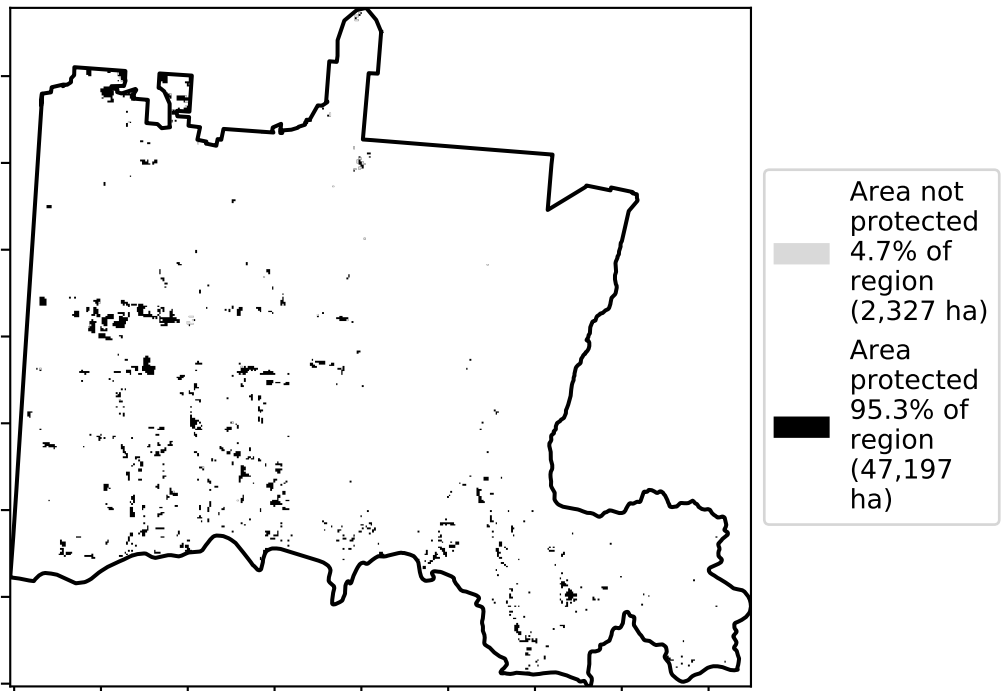 Area not
protected
4.7% of
region
(2,327 ha)
Area
protected
95.3% of
region
(47,197
ha)